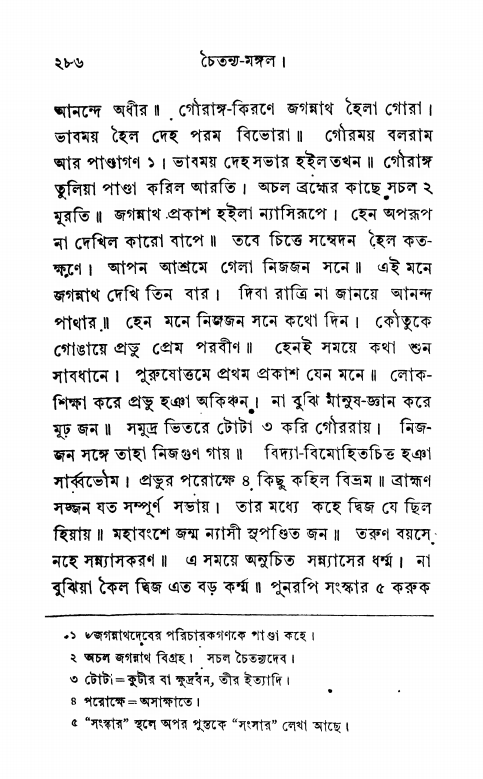 ২৮৬ চৈতন্য-মঙ্গল।
আনন্দে অধীর॥ গৌরাঙ্গ-কিরণে জগন্নাথ হৈলা গোরা।
ভাবময় হৈল দেহ পরম বিভোরা॥ গৌরময় বলরাম
আর পাণ্ডাগণ ১। ভাবময় দেহ সভার হইল তখন॥ গৌরাঙ্গ
তুলিয়া পাণ্ডা করিল আরতি। অচল ব্রহ্মের কাছে সচল ২
মূরতি॥ জগন্নাথ প্রকাশ হইলা ন্যাসিরূপে। হেন অপরূপ
না দেখিল কারো বাপে॥ তবে চিত্তে সম্বেদন হৈল কত-
ক্ষণে। আপন আশ্রমে গেলা নিজজন সনে॥ এই মনে
জগন্নাথ দেখি তিন বার। দিবা রাত্রি না জানয়ে আনন্দ
পাথার॥ হেন মনে নিজজন সনে কথো দিন। কৌতুকে
গোঙায়ে প্রভু প্রেম পরবীণ॥ হেনই সময়ে কথা শুন
সাবধানে। পুরুষোত্তমে প্রথম প্রকাশ যেন মনে॥ লোক-
শিক্ষা করে প্রভু হঞা অকিঞ্চন। না বুঝি মানুষ-জ্ঞান করে
মূঢ় জন॥ সমুদ্র ভিতরে টোটা ৩ করি গৌররায়। নিজ-
জন সঙ্গে তাহা নিজগুণ গায়॥ বিদ্যা-বিমোহিতচিত্ত হঞা
সার্ব্বভৌম। প্রভুর পরোক্ষে ৪ কিছু কহিল বিভ্রম॥ ব্রাহ্মণ
সজ্জন যত সম্পূর্ণ সভায়। তার মধ্যে কহে দ্বিজ যে ছিল
হিয়ায়॥ মহাবংশে জন্ম ন্যাসী সুপণ্ডিত জন॥ তরুণ বয়সে
নহে সন্ন্যাসকরণ॥ এ সময়ে অনুচিত সন্ন্যাসের ধর্ম্ম। না
বুঝিয়া কৈল দ্বিজ এত বড় কর্ম্ম॥ পুনরপি সংস্কার ৫ করুক
১ ৺জগন্নাথদেবের পরিচারকগণকে পাণ্ডা কহে।
২ অচল জগন্নাথ বিগ্রহ। সচল চৈতন্যদেব।
৩ টোটা=কুটীর বা ক্ষুদ্রবন, তীর ইত্যাদি।
৪ পরোক্ষে=অসাক্ষাতে।
৫ “সংস্কার” স্থলে অপর পুস্তকে “সংসার” লেখা আছে।